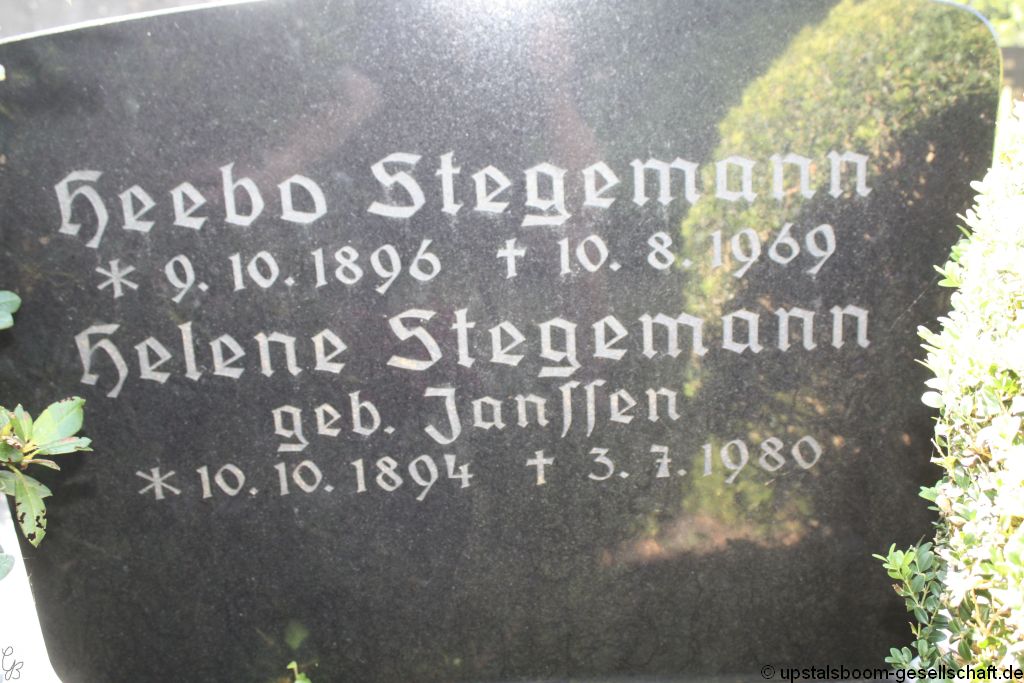 Heebo Stegemann
* 9. 10. 1896 † 10. 8. 1969
Helene Stegemann
geb. Janssen
* 10. 10. 1894 † 3. 7. 1980
GB
© upstalsboom-gesellschaft.de